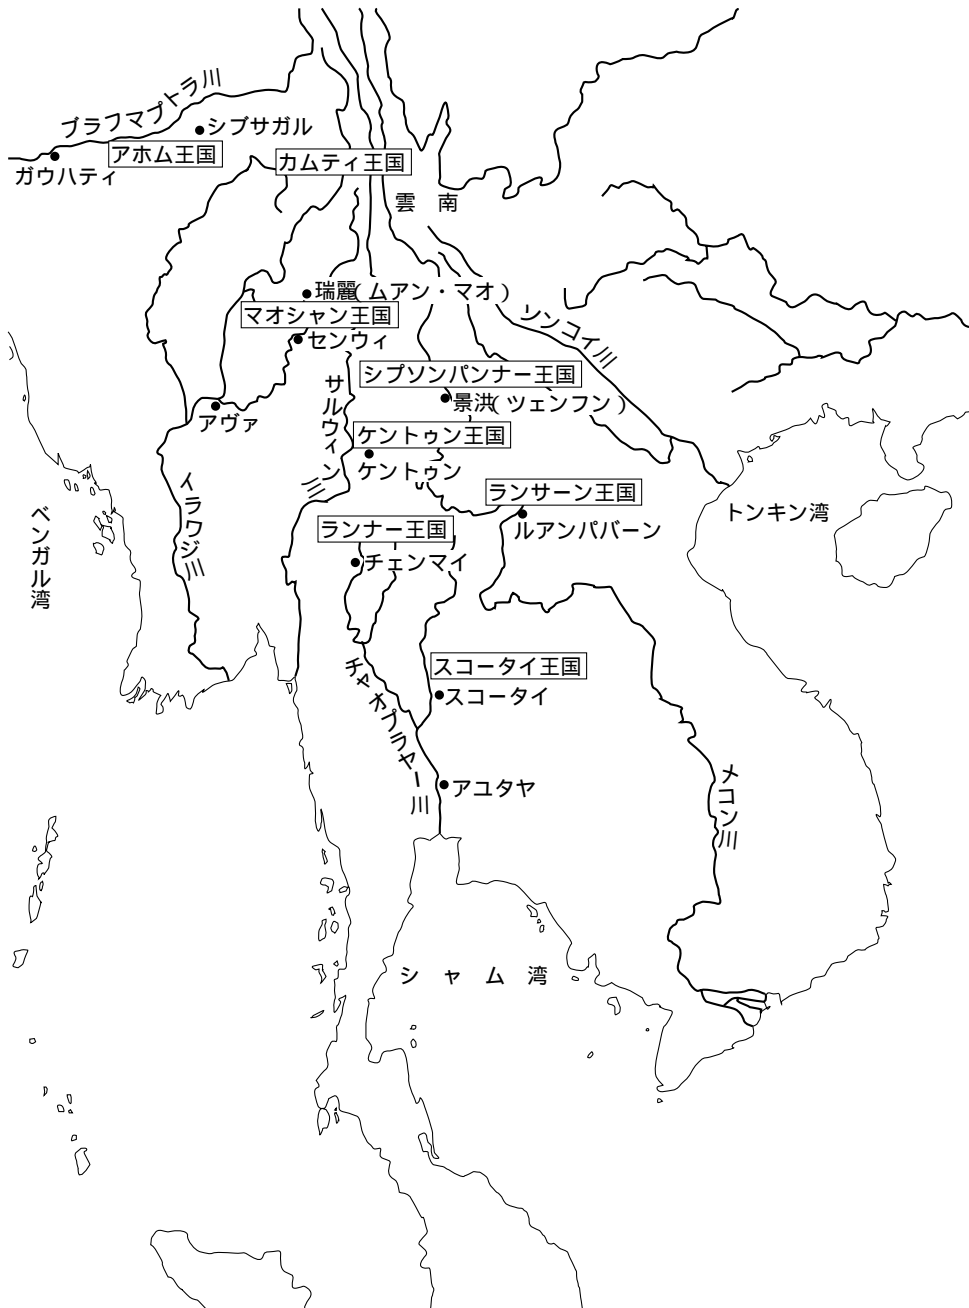 ブラフマプトラ川
シブサガル
アホム王国
カムティ王国
ガウハティ
雲 南
瑞麗(ムアン・マオ)
マオシャン王国
センウィ
ソンコイ川
シプソンパンナー王国
景洪(ツェンフン)
サルウィン川
アヴァ
ケントゥン王国
ケントゥン
イラワジ川
ランサーン王国
ルアンパバーン
トンキン湾
ベンガル湾
ランナー王国
チェンマイ
スコータイ王国
スコータイ
チャオプラヤー川
アユタヤ
メコン川
シャム湾